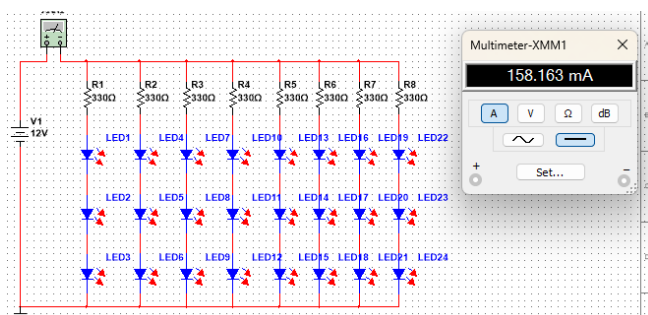 Multimeter-XMM1
158.163 mA
A V Ω dB
+ Set... -
R1 R2 R3 R4 R5 R6 R7 R8
330Ω 330Ω 330Ω 330Ω 330Ω 330Ω 330Ω 330Ω
V1
12V
LED1 LED4 LED7 LED10 LED13 LED16 LED19 LED22
LED2 LED5 LED8 LED11 LED14 LED17 LED20 LED23
LED3 LED6 LED9 LED12 LED15 LED18 LED21 LED24